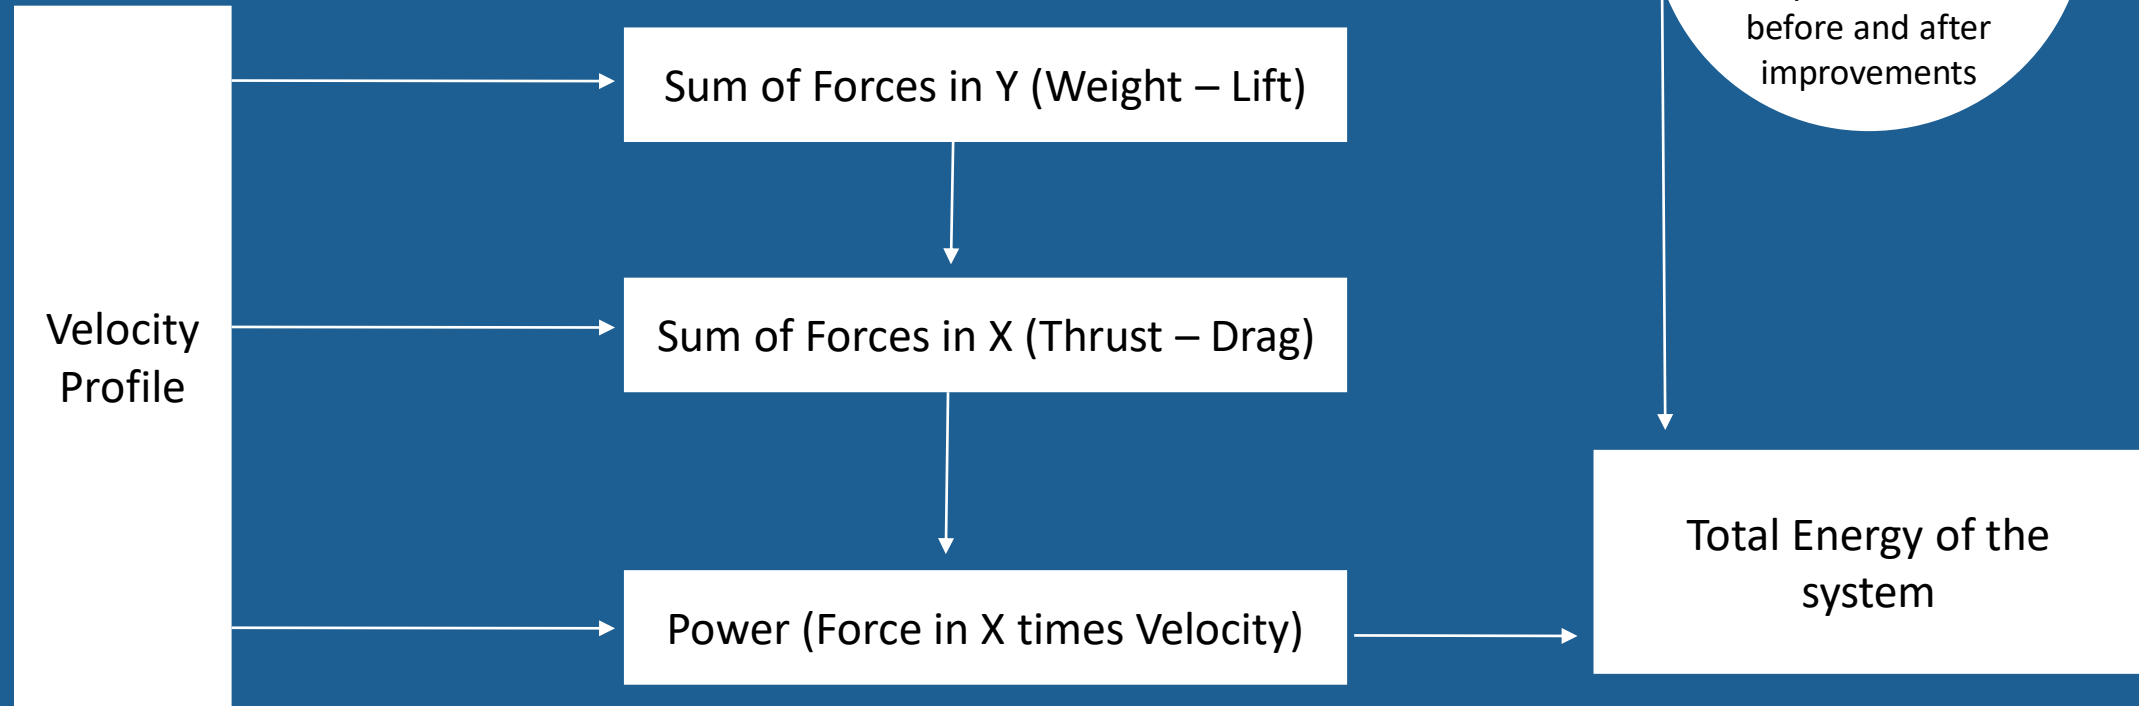 before and after
improvements
Sum of Forces in Y (Weight – Lift)
Velocity
Profile
Sum of Forces in X (Thrust – Drag)
Total Energy of the
system
Power (Force in X times Velocity)